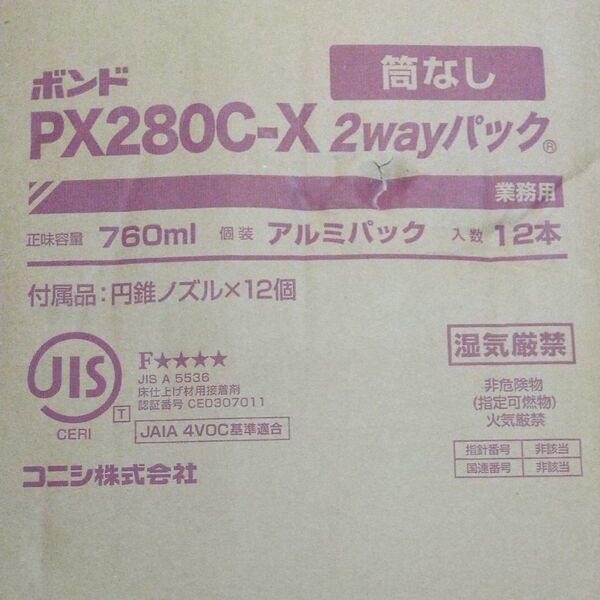 筒なし
ボンド
PX280C-X 2wayパック®
業務用
正味容量 760ml 個装 アルミパック 入数 12本
付属品：円錐ノズル×12個
JIS
CERI
T
F★★★★
JIS A 5536
床仕上げ材用接着剤
認証番号 CE0307011
JAIA 4VOC基準適合
湿気厳禁
非危険物
(指定可燃物)
火気厳禁
指針番号 非該当
国連番号 非該当
コニシ株式会社